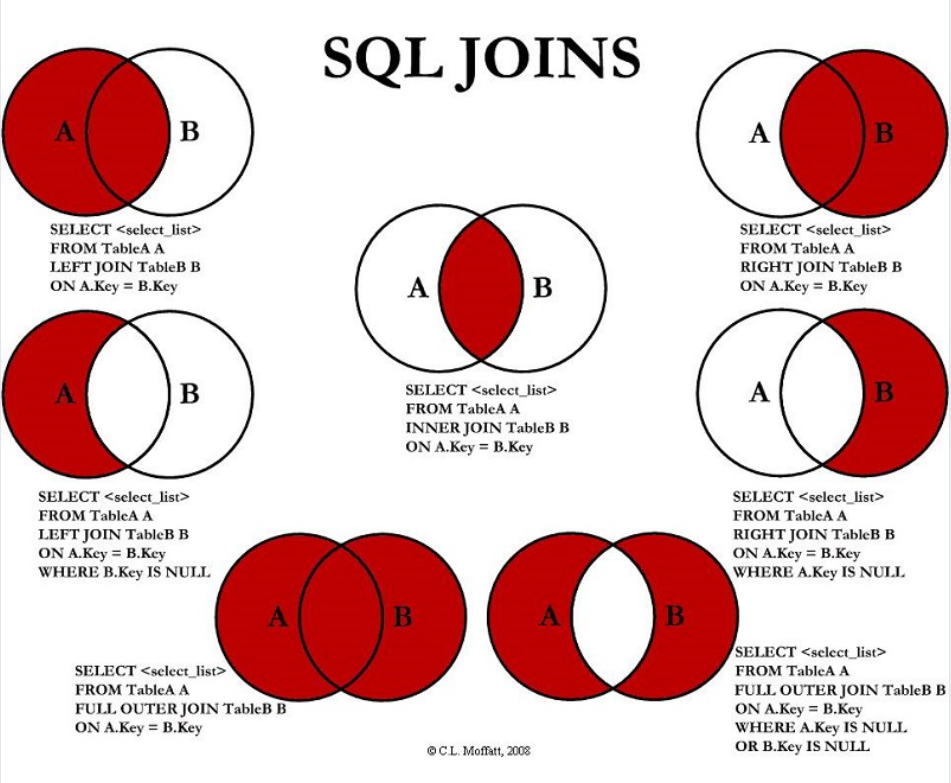 SQL JOINS
A B
SELECT <select_list>
FROM TableA A
LEFT JOIN TableB B
ON A.Key = B.Key
A B
SELECT <select_list>
FROM TableA A
RIGHT JOIN TableB B
ON A.Key = B.Key
A B
SELECT <select_list>
FROM TableA A
INNER JOIN TableB B
ON A.Key = B.Key
A B
SELECT <select_list>
FROM TableA A
LEFT JOIN TableB B
ON A.Key = B.Key
WHERE B.Key IS NULL
A B
SELECT <select_list>
FROM TableA A
RIGHT JOIN TableB B
ON A.Key = B.Key
WHERE A.Key IS NULL
A B
SELECT <select_list>
FROM TableA A
FULL OUTER JOIN TableB B
ON A.Key = B.Key
A B
SELECT <select_list>
FROM TableA A
FULL OUTER JOIN TableB B
ON A.Key = B.Key
WHERE A.Key IS NULL
OR B.Key IS NULL
© C.L. Moffatt, 2008